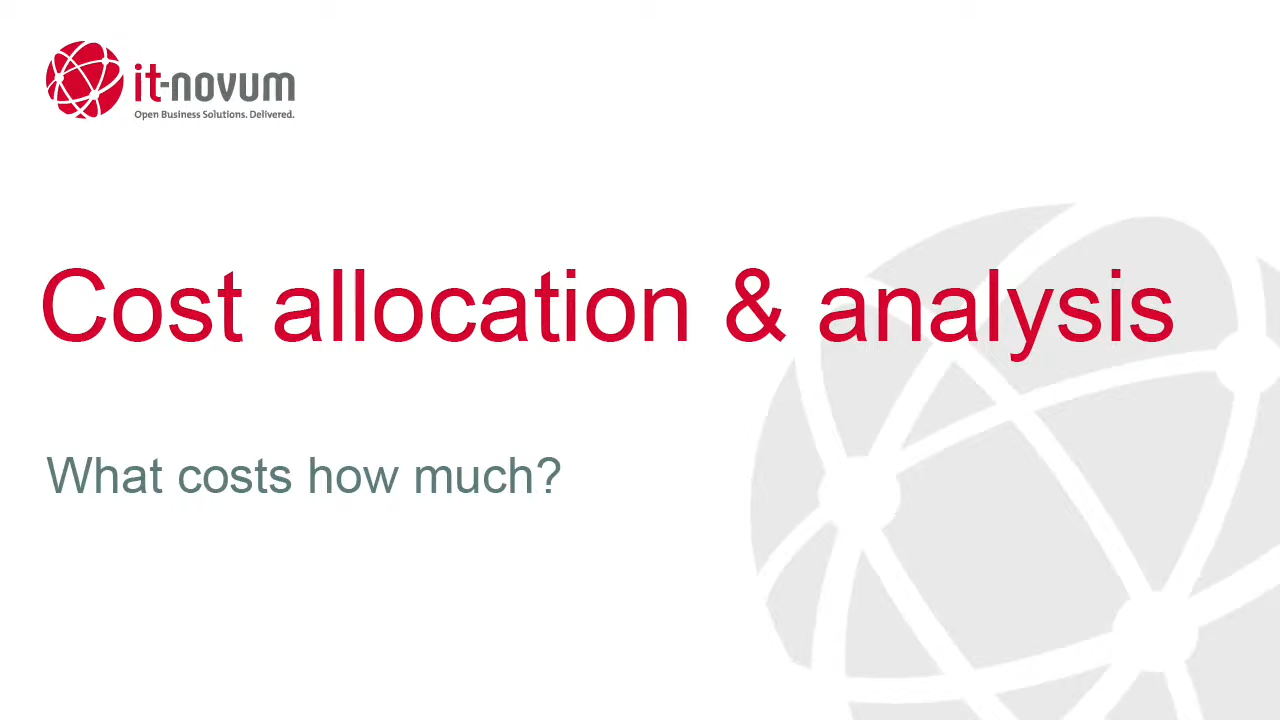 it-novum
Open Business Solutions. Delivered.
Cost allocation & analysis
What costs how much?